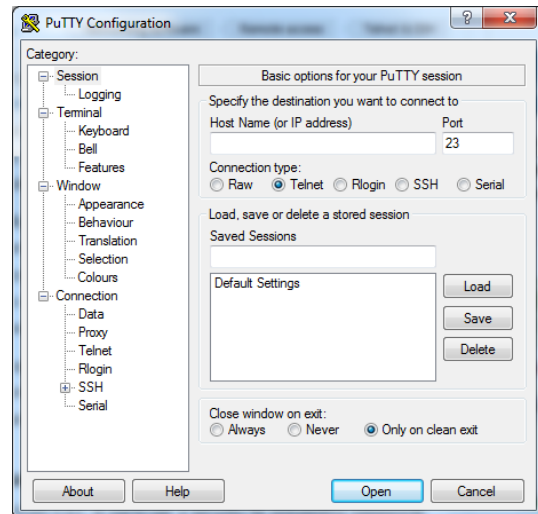 PuTTY Configuration
Category:
Session
Logging
Terminal
Keyboard
Bell
Features
Window
Appearance
Behaviour
Translation
Selection
Colours
Connection
Data
Proxy
Telnet
Rlogin
SSH
Serial
Basic options for your PuTTY session
Specify the destination you want to connect to
Host Name (or IP address) Port
23
Connection type:
Raw Telnet Rlogin SSH Serial
Load, save or delete a stored session
Saved Sessions
Default Settings
Load
Save
Delete
Close window on exit:
Always Never Only on clean exit
About Help Open Cancel